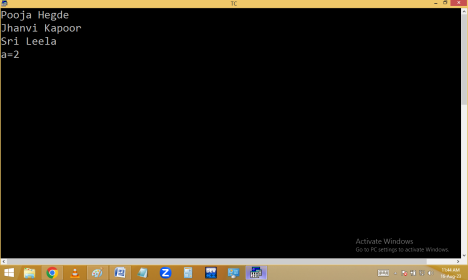 TC
Pooja Hegde
Jhanvi Kapoor
Sri Leela
a=2
Activate Windows
Go to PC settings to activate Windows.